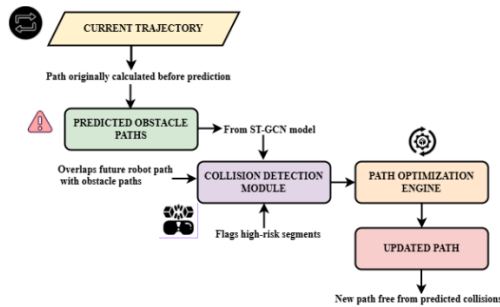 CURRENT TRAJECTORY
Path originally calculated before prediction
PREDICTED OBSTACLE
PATHS
From ST-GCN model
Overlaps future robot path
with obstacle paths
COLLISION DETECTION
MODULE
PATH OPTIMIZATION
ENGINE
Flags high-risk segments
UPDATED PATH
New path free from predicted collisions